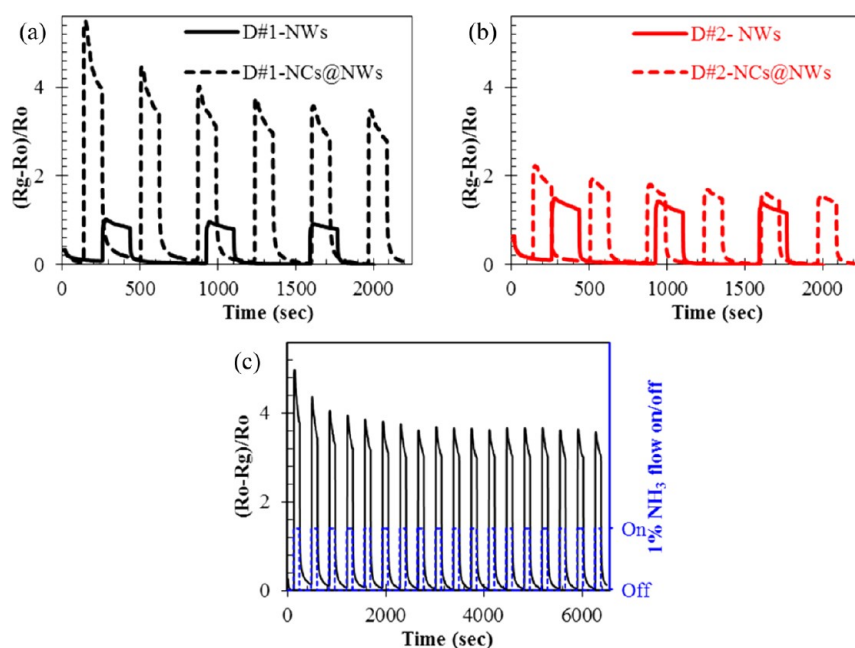 (a)
D#1-NWs
D#1-NCs@NWs
(Rg-Ro)/Ro
4
2
0
0 500 1000 1500 2000
Time (sec)
(b)
D#2- NWs
D#2-NCs@NWs
(Rg-Ro)/Ro
4
2
0
0 500 1000 1500 2000
Time (sec)
(c)
(Ro-Rg)/Ro
4
2
0
0 2000 4000 6000
Time (sec)
On
Off
1% NH₃ flow on/off